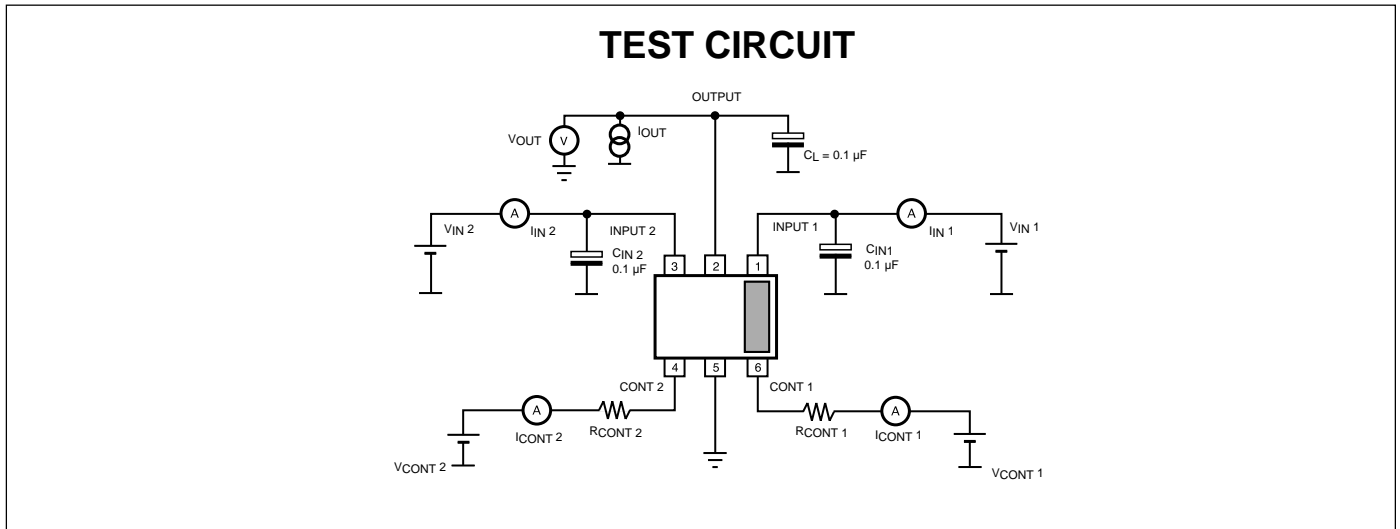 TEST CIRCUIT
OUTPUT
VOUT
V
IOUT
CL = 0.1 µF
VIN 2
A
IIN 2
INPUT 2
CIN 2
0.1 µF
INPUT 1
CIN1
0.1 µF
A
IIN 1
VIN 1
3
2
1
4
5
6
CONT 2
CONT 1
A
ICONT 2
RCONT 2
VCONT 2
RCONT 1
A
ICONT 1
VCONT 1